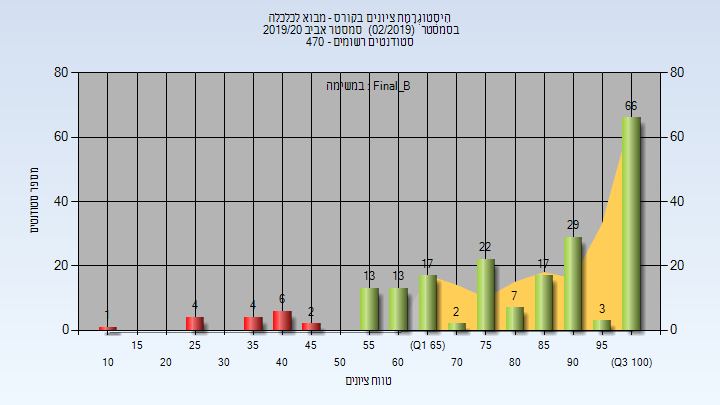 היסטוגרמת ציונים בקורס - מבוא לכלכלה
בסמסטר (02/2019) סמסטר אביב 2019/20
סטודנטים רשומים - 470
במשימה : Final_B
מספר סטודנטים
80 80
60 60
40 40
20 20
0 0
1 4 4 6 2 13 13 17 2 22 7 17 29 3 66
15 25 35 45 55 (Q1 65) 75 85 95
10 20 30 40 50 60 70 80 90 (Q3 100)
טווח ציונים